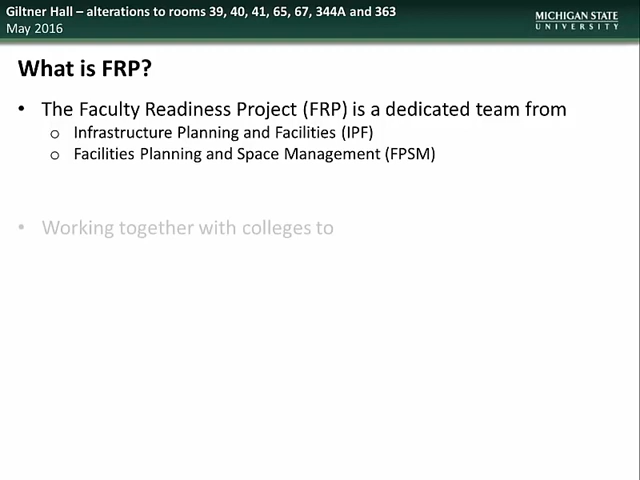 Giltner Hall – alterations to rooms 39, 40, 41, 65, 67, 344A and 363
May 2016
MICHIGAN STATE
UNIVERSITY
What is FRP?
• The Faculty Readiness Project (FRP) is a dedicated team from
o Infrastructure Planning and Facilities (IPF)
o Facilities Planning and Space Management (FPSM)
• Working together with colleges to